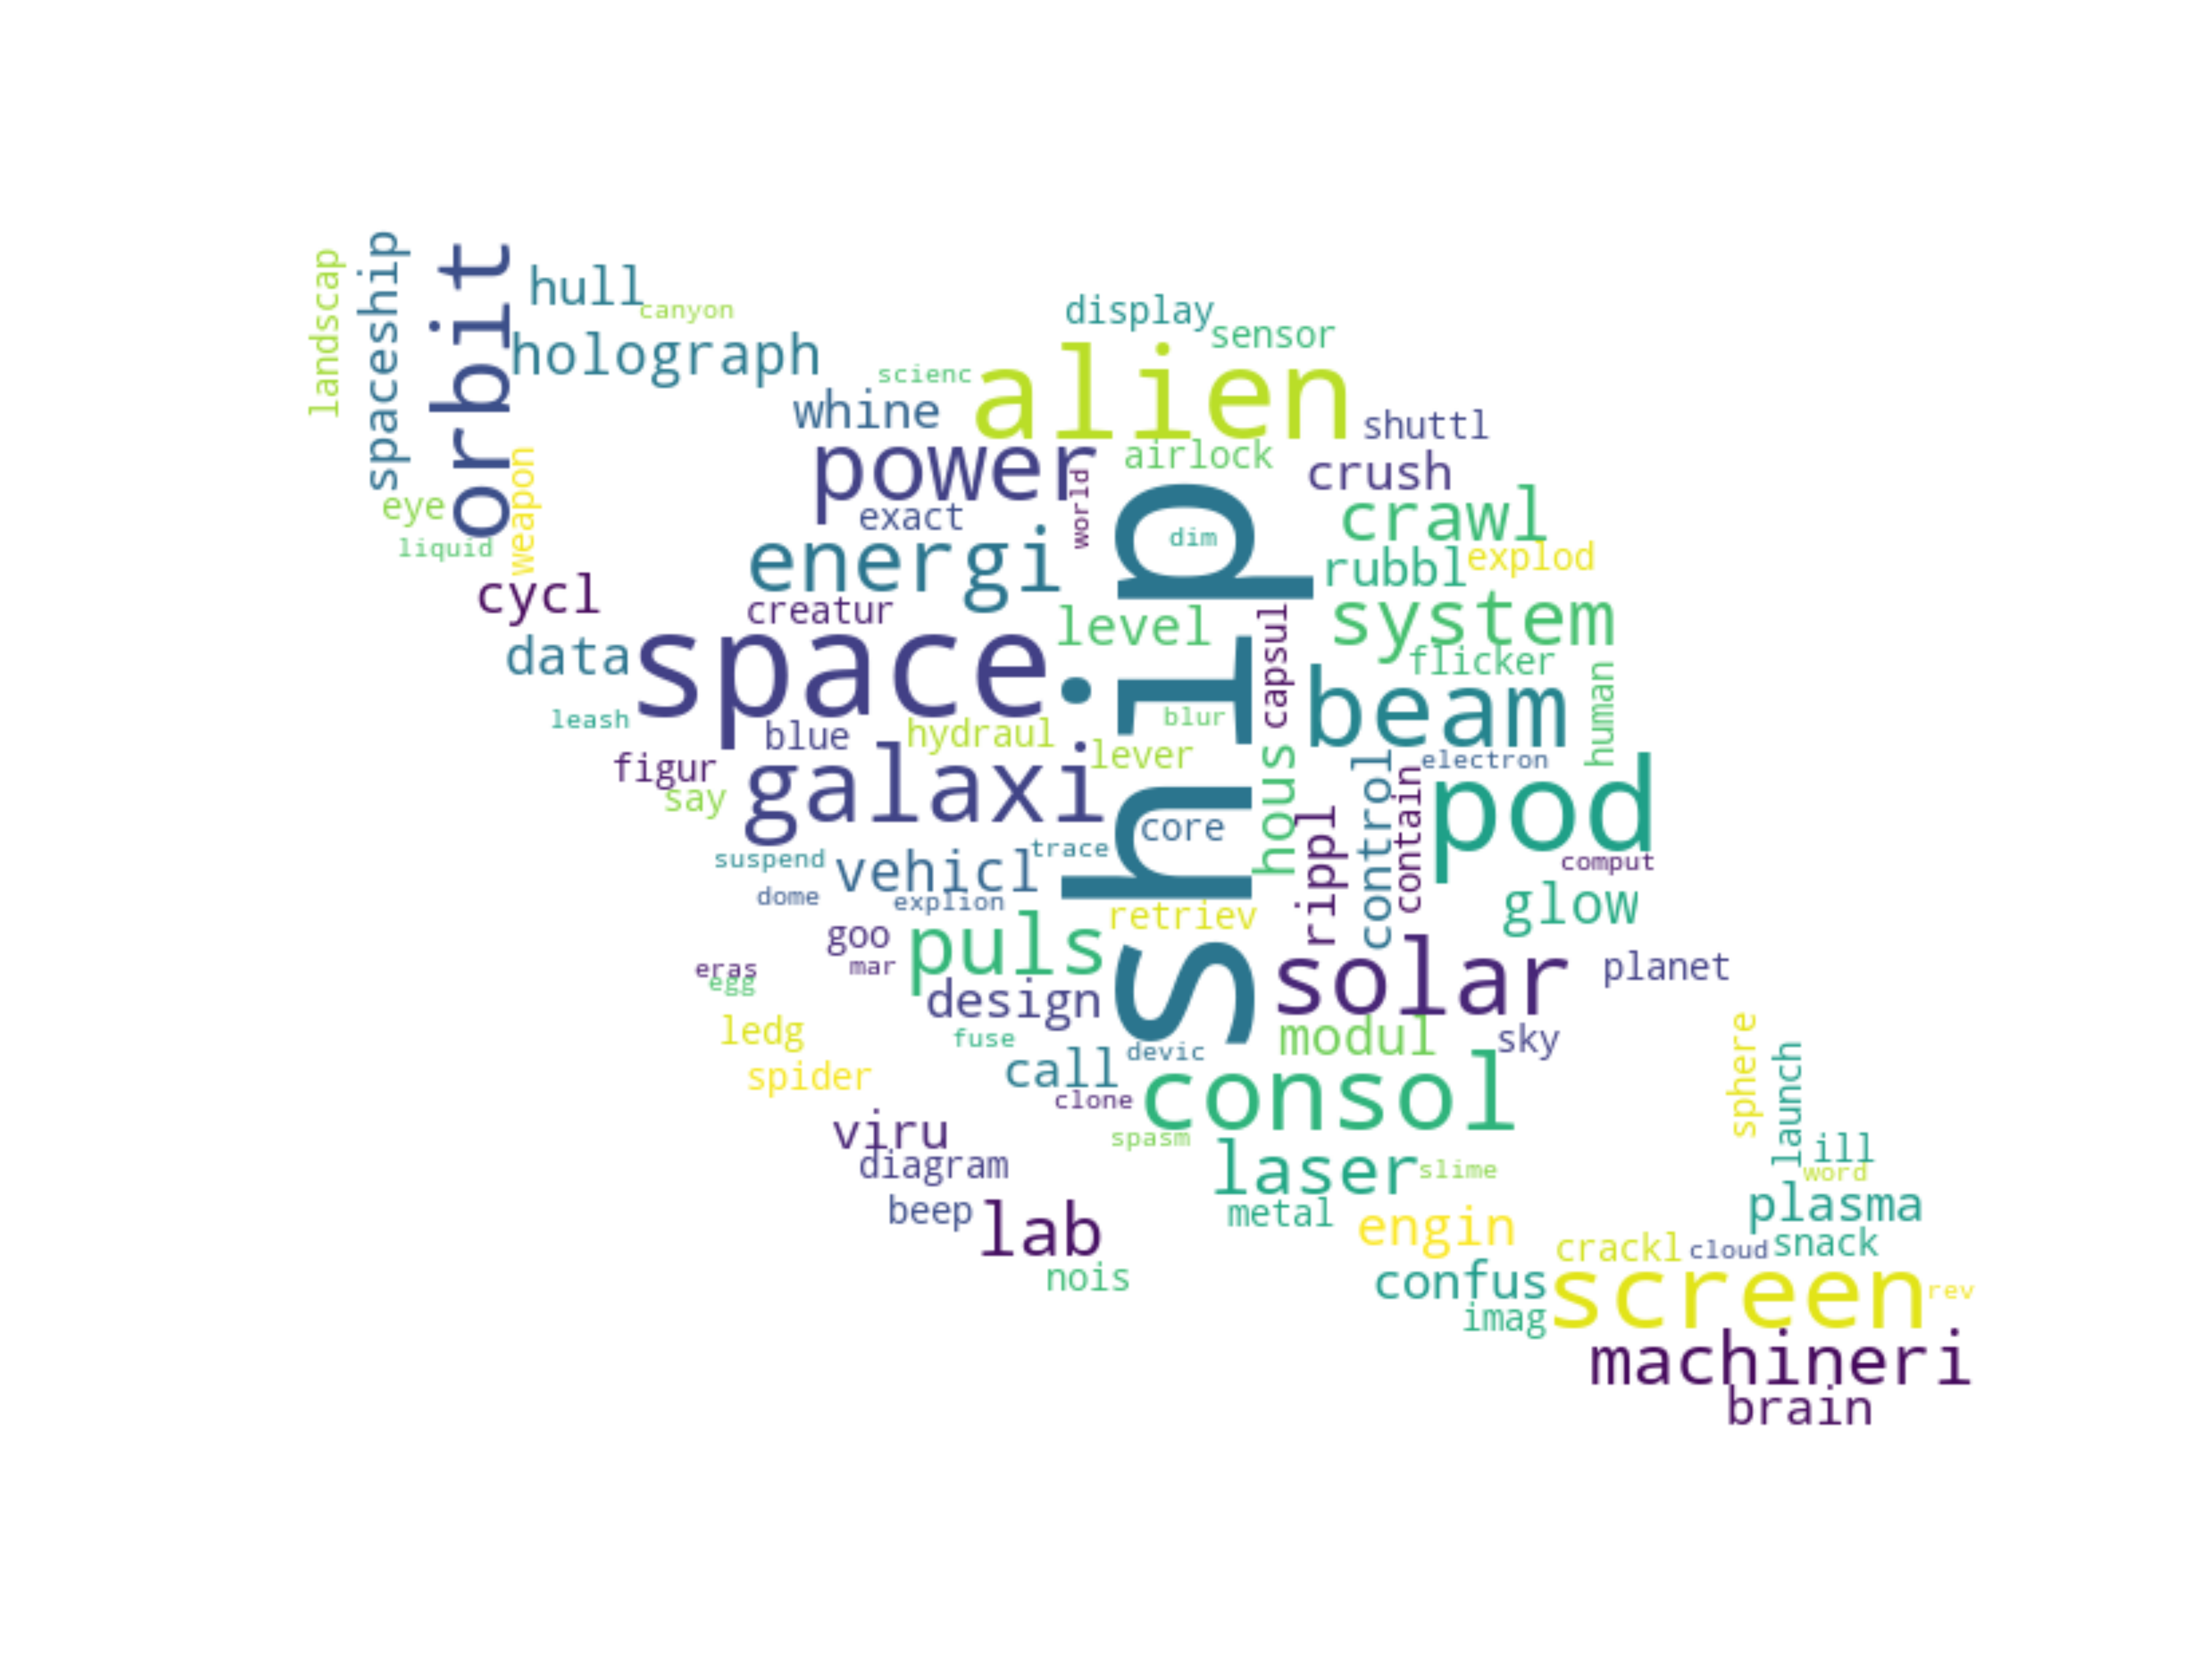 landscap
spaceship
orbit
hull
canyon
holograph
display
sensor
scienc
alien
whine
shuttl
power
airlock
crush
world
weapon
eye
exact
crawl
liquid
energi
dim
rubbl
explod
cycl
creatur
level
system
data
space
capsul
flicker
human
ship
beam
leash
blue
hydraul
blur
figur
say
galaxi
lever
hous
control
electron
contain
pod
core
rippl
suspend
vehicl
trace
comput
dome
explion
retriev
glow
goo
puls
eras
egg
mar
design
solar
planet
ledg
fuse
modul
sky
sphere
spider
call
devic
clone
consol
launch
viru
spasm
ill
diagram
laser
slime
word
beep
lab
metal
engin
plasma
nois
crackl
cloud
snack
confus
screen
rev
imag
machineri
brain